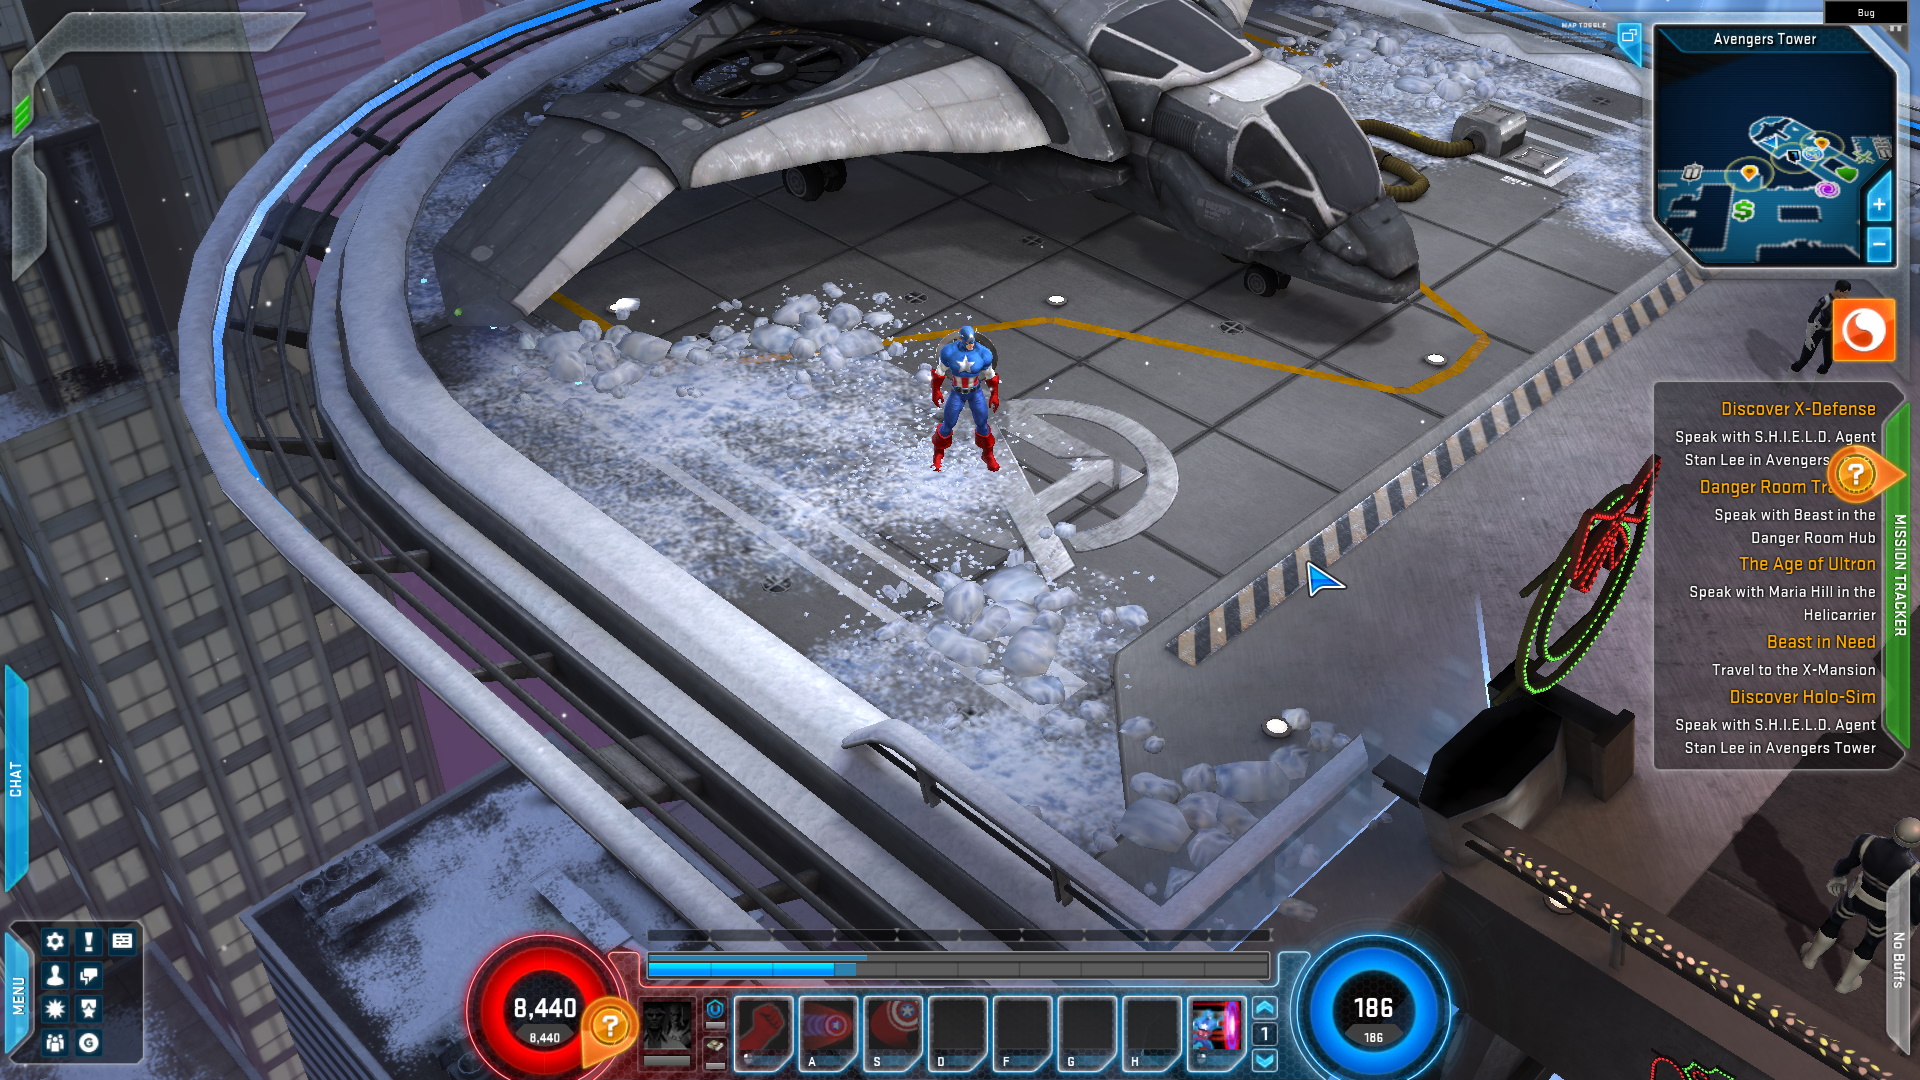 Bug
MAP TOGGLE
Avengers Tower
Discover X-Defense
Speak with S.H.I.E.L.D. Agent
Stan Lee in Avengers
Danger Room Tra
Speak with Beast in the
Danger Room Hub
The Age of Ultron
Speak with Maria Hill in the
Helicarrier
Beast in Need
Travel to the X-Mansion
Discover Holo-Sim
Speak with S.H.I.E.L.D. Agent
Stan Lee in Avengers Tower
MISSION TRACKER
CHAT
MENU
No Buffs
8,440
8,440
A
S
D
F
G
H
1
186
186